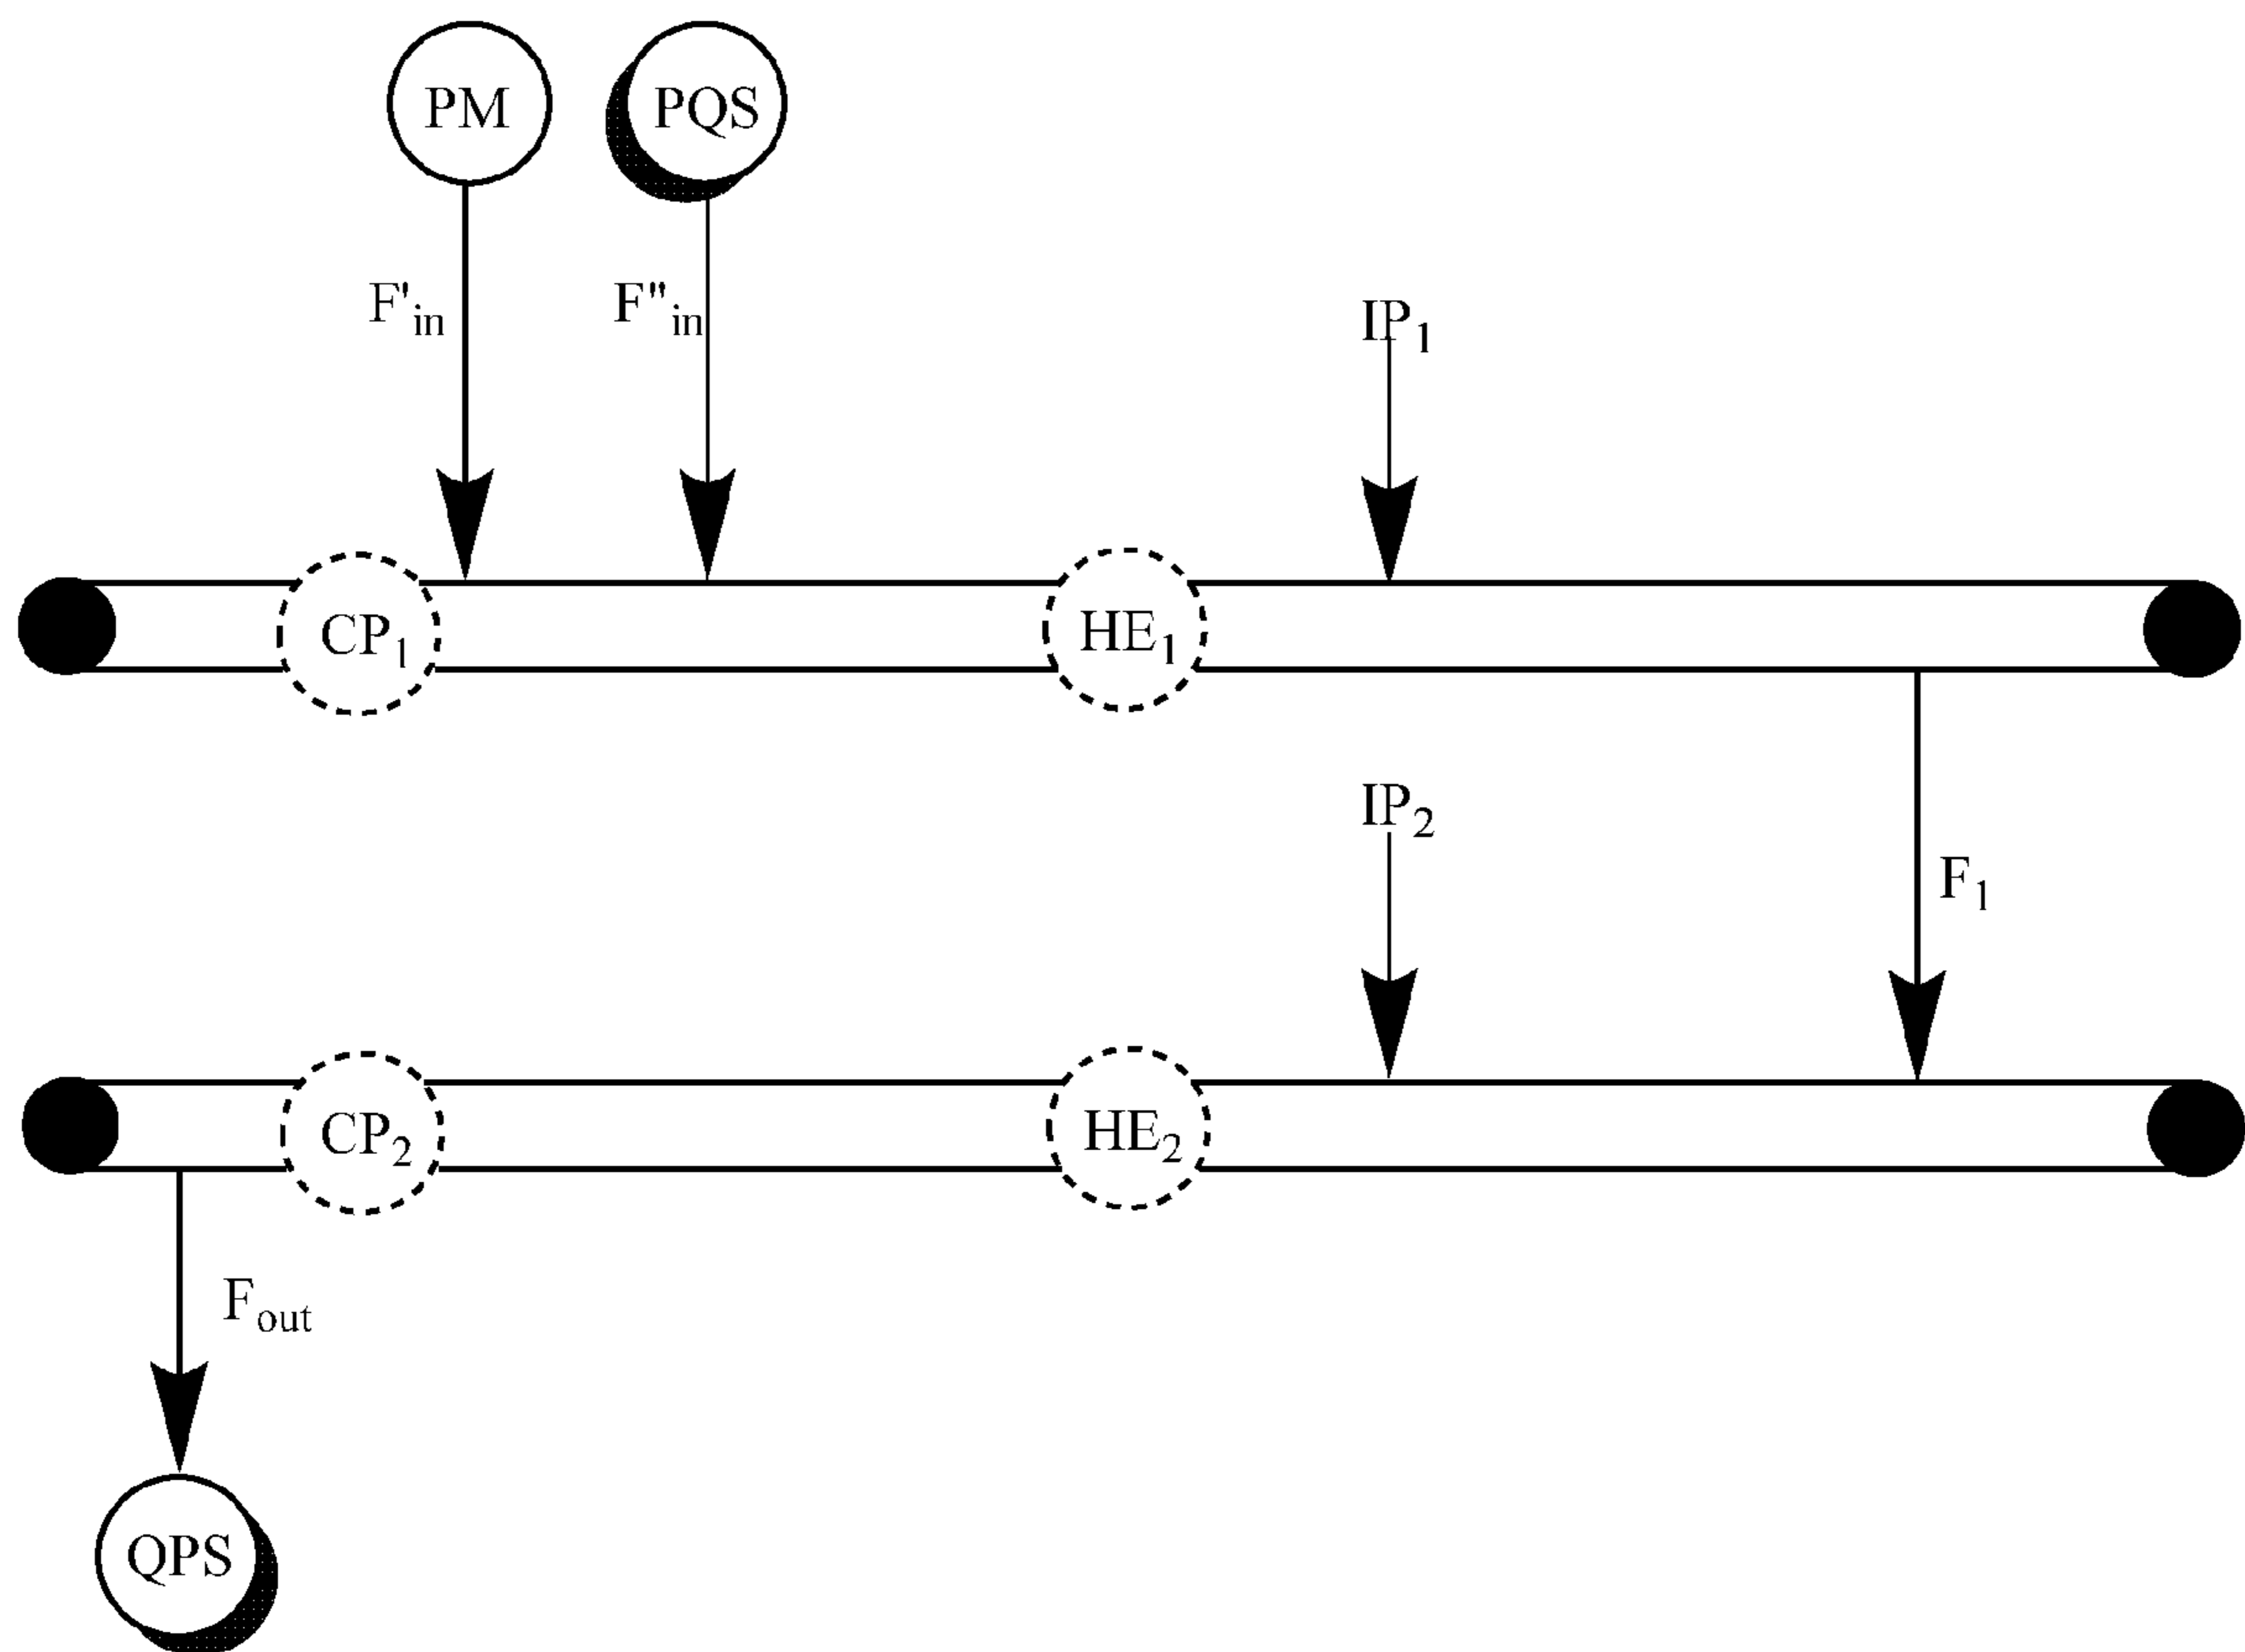 PM
PQS
F'in
F"in
IP1
CP1
HE1
IP2
F1
CP2
HE2
Fout
QPS